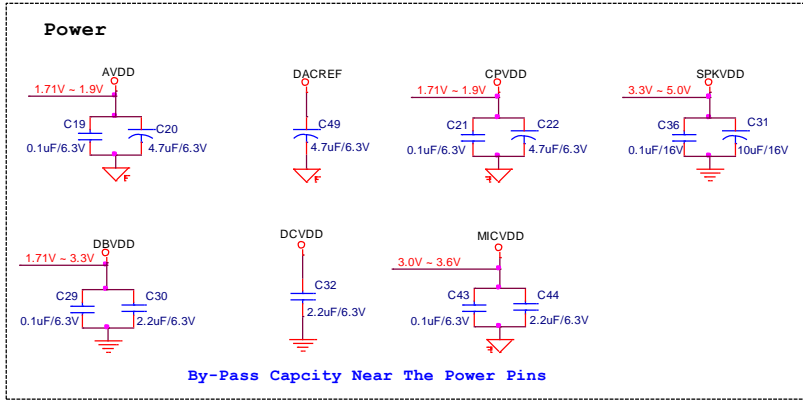 Power
AVDD
1.71V ~ 1.9V
C19
C20
0.1uF/6.3V
4.7uF/6.3V
DACREF
C49
4.7uF/6.3V
CPVDD
1.71V ~ 1.9V
C21
C22
0.1uF/6.3V
4.7uF/6.3V
SPKVDD
3.3V ~ 5.0V
C36
C31
0.1uF/16V
10uF/16V
DBVDD
1.71V ~ 3.3V
C29
C30
0.1uF/6.3V
2.2uF/6.3V
DCVDD
C32
2.2uF/6.3V
MICVDD
3.0V ~ 3.6V
C43
C44
0.1uF/6.3V
2.2uF/6.3V
By-Pass Capcity Near The Power Pins